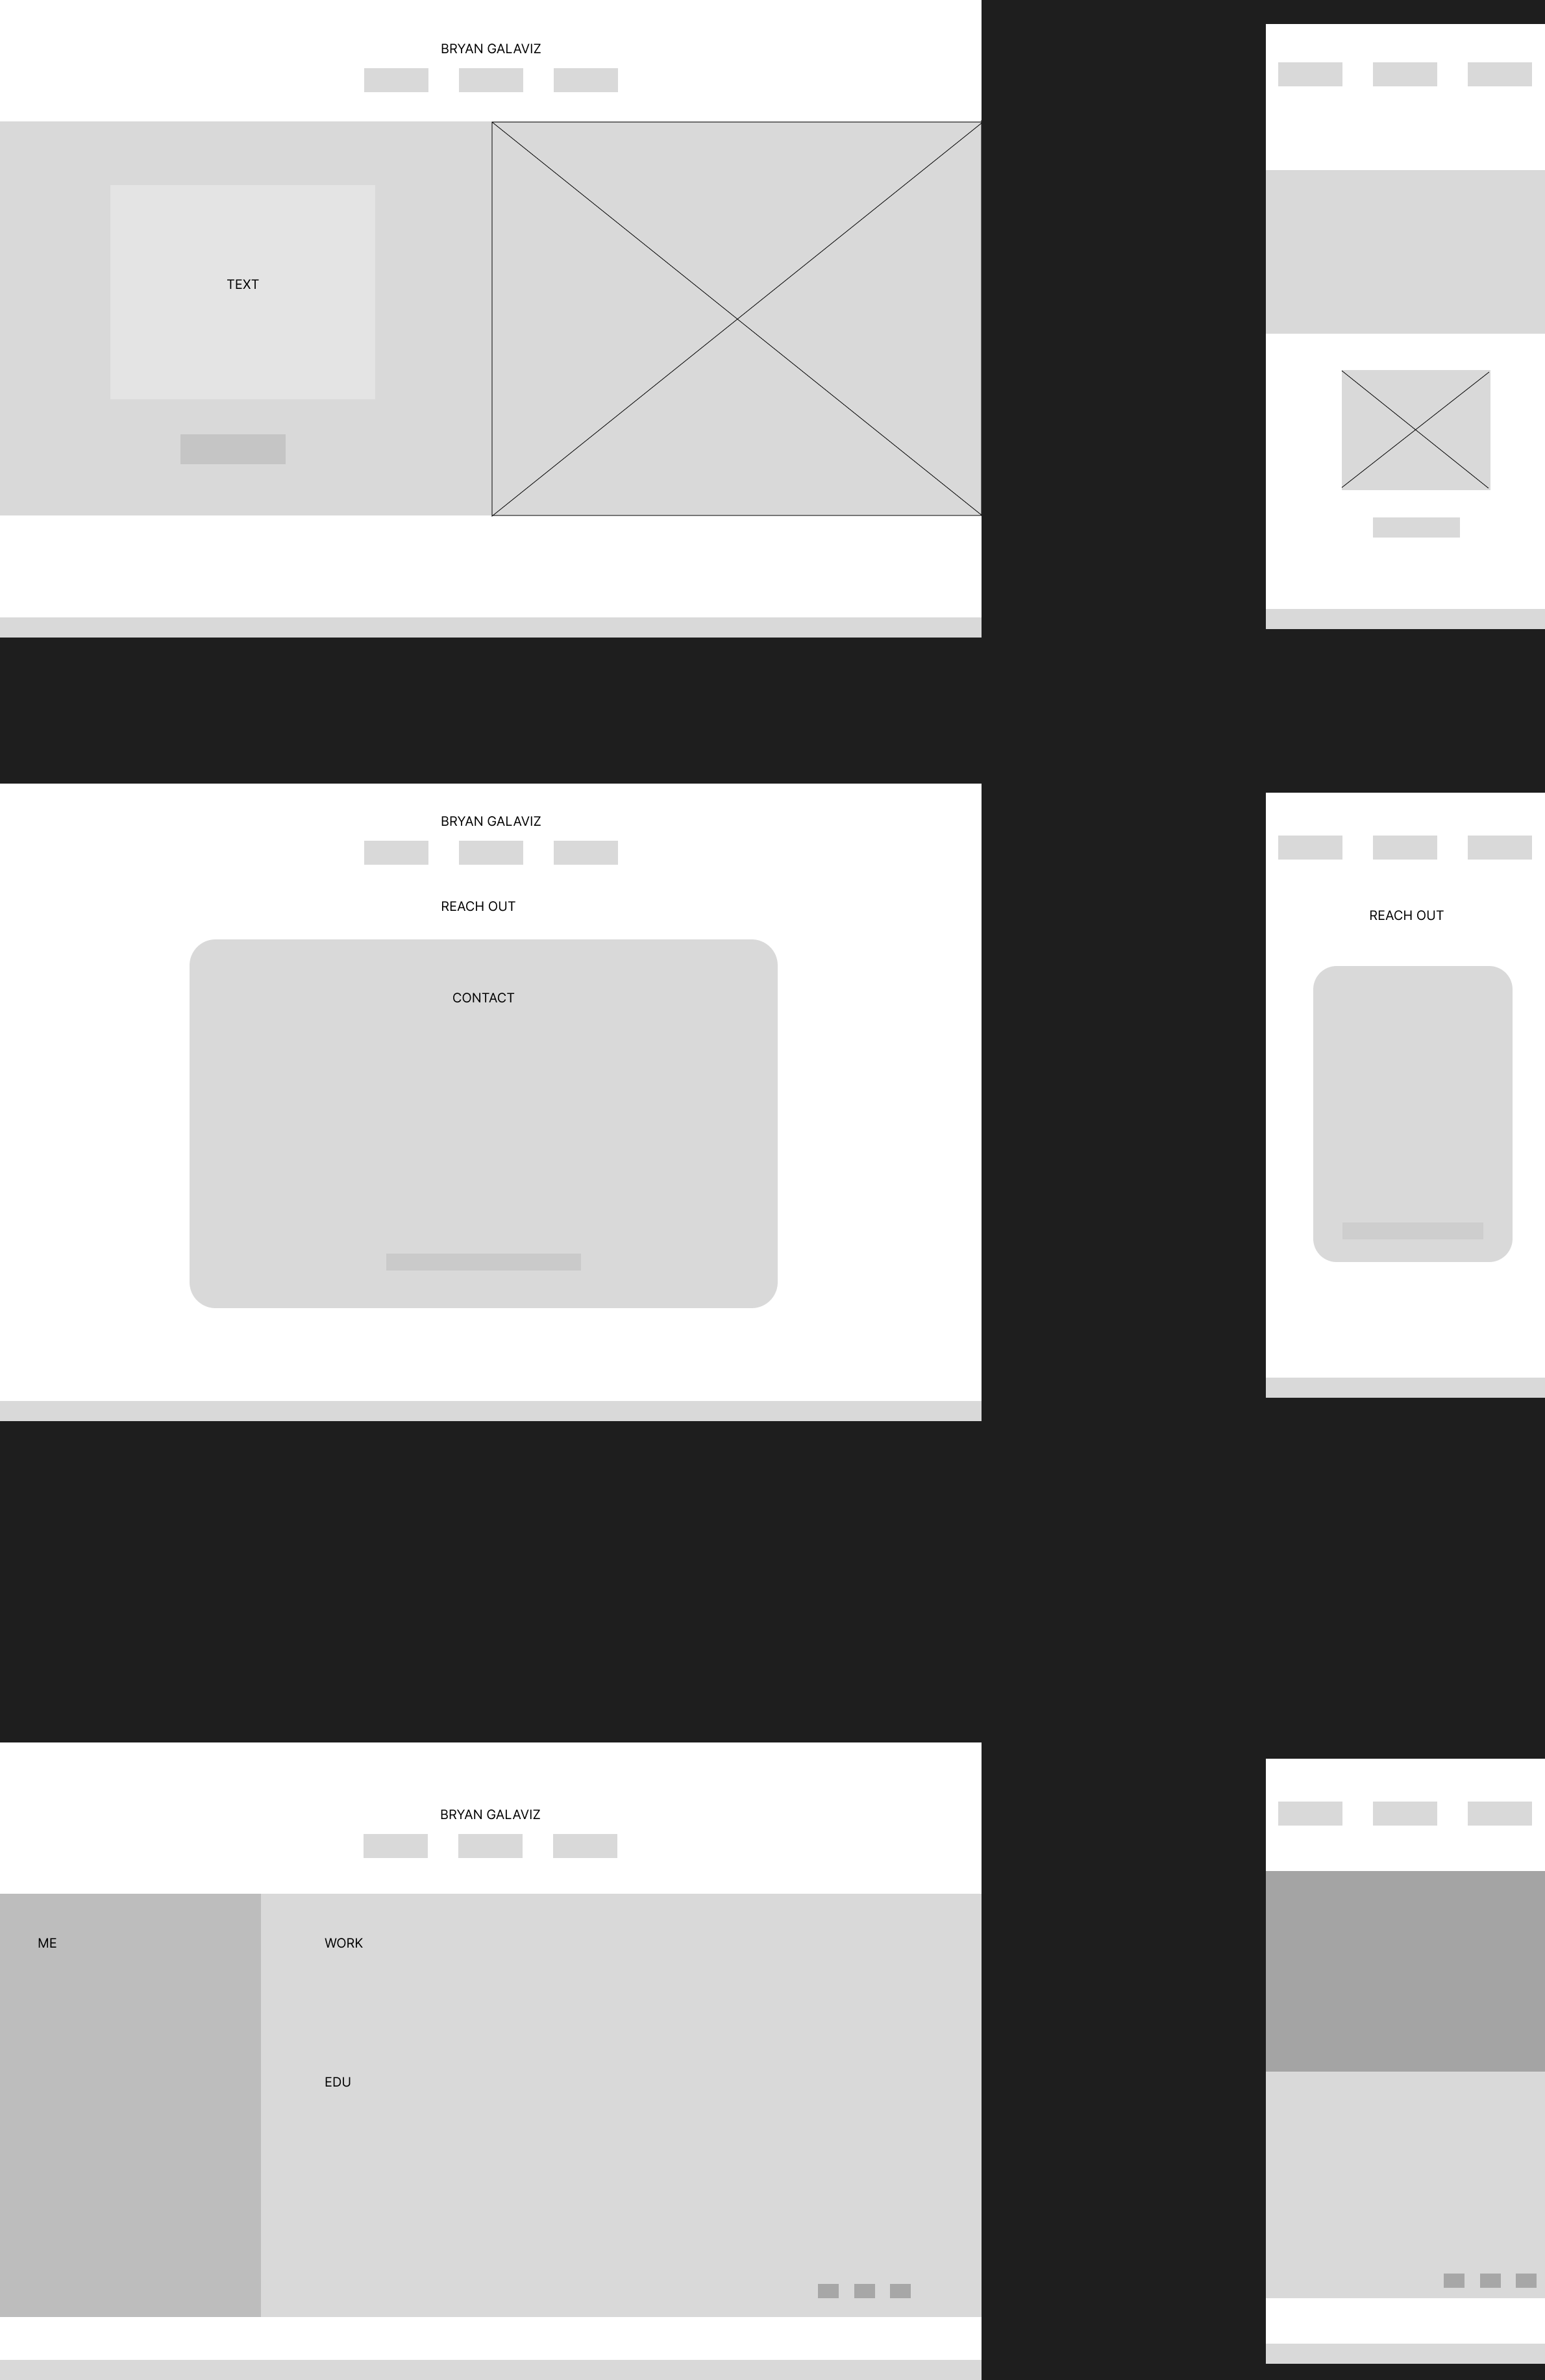 BRYAN GALAVIZ
TEXT
BRYAN GALAVIZ
REACH OUT
CONTACT
REACH OUT
BRYAN GALAVIZ
ME
WORK
EDU